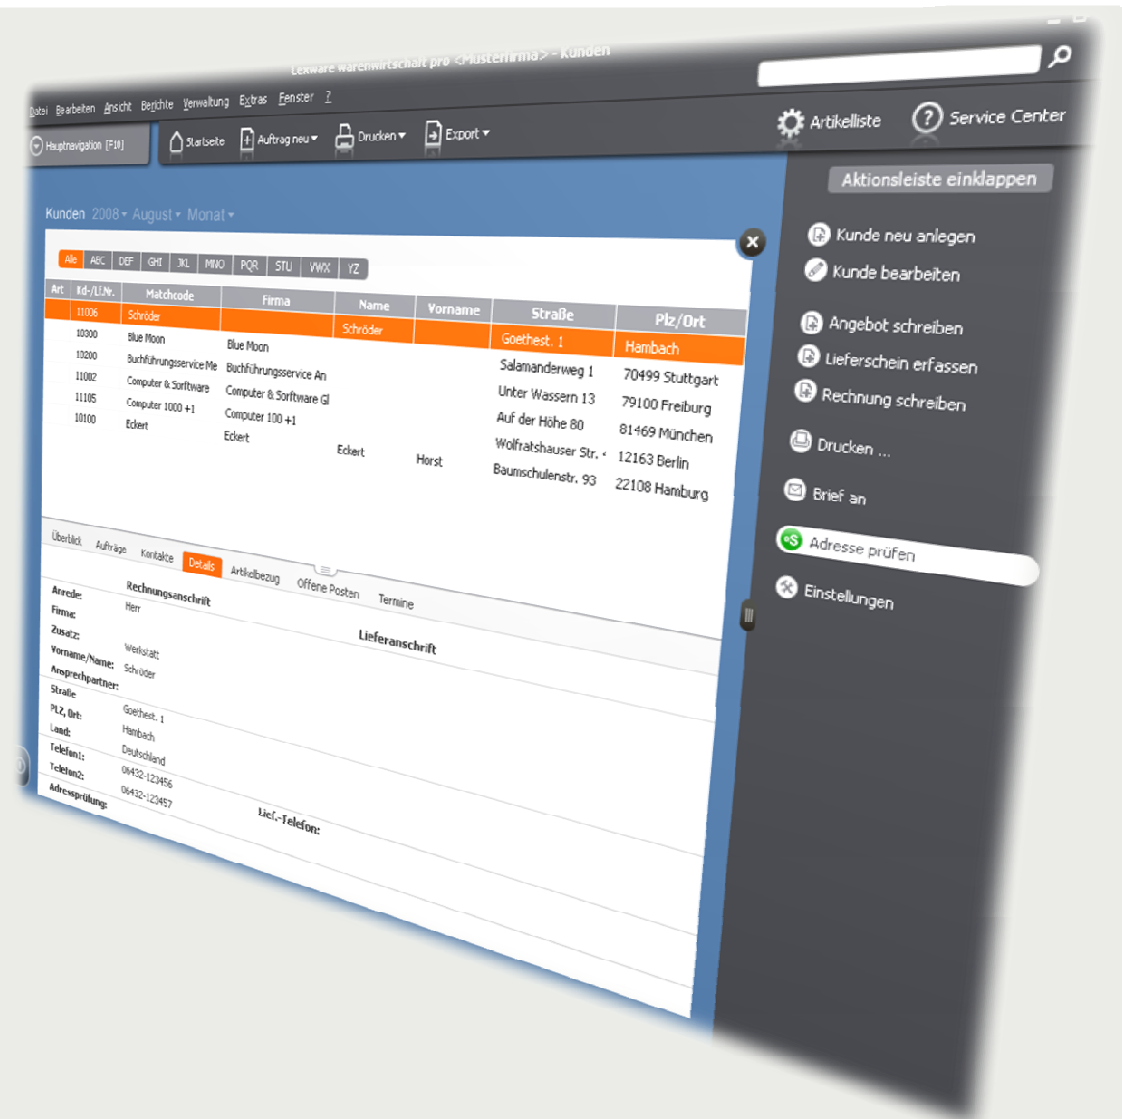 Lexware warenwirtschaft pro <Musterfirma> - Kunden
Datei Bearbeiten Ansicht Berichte Verwaltung Extras Fenster ?
Hauptnavigation [F10] Startseite Auftrag neu Drucken Export Artikelliste Service Center
Aktionsleiste einklappen
Kunden 2008 August Monat
Alle ABC DEF GHI JKL MNO PQR STU VWX YZ
Art Kd-/Lf.Nr. Matchcode Firma Name Vorname Straße Plz/Ort
11006 Schröder Schröder Goethest. 1 Hambach
10300 Blue Moon Blue Moon Salamanderweg 1 70499 Stuttgart
10200 Buchführungsservice Me Buchführungsservice An Unter Wassern 13 79100 Freiburg
11002 Computer & Sorftware Computer & Sorftware Gl Auf der Höhe 80 81469 München
11105 Computer 1000 +1 Computer 100 +1 Wolfratshauser Str. 12163 Berlin
10100 Eckert Eckert Eckert Horst Baumschulenstr. 93 22108 Hamburg
Überblick Aufträge Kontakte Details Artikelbezug Offene Posten Termine
Rechnungsanschrift Lieferanschrift
Anrede: Herr
Firma:
Zusatz: Werkstatt
Vorname/Name: Schröder
Ansprechpartner:
Straße Goethest. 1
PLZ, Ort: Hambach
Land: Deutschland
Telefon1: 06432-123456
Telefon2: 06432-123457 Lief.-Telefon:
Adressprüfung:
Kunde neu anlegen
Kunde bearbeiten
Angebot schreiben
Lieferschein erfassen
Rechnung schreiben
Drucken ...
Brief an
Adresse prüfen
Einstellungen